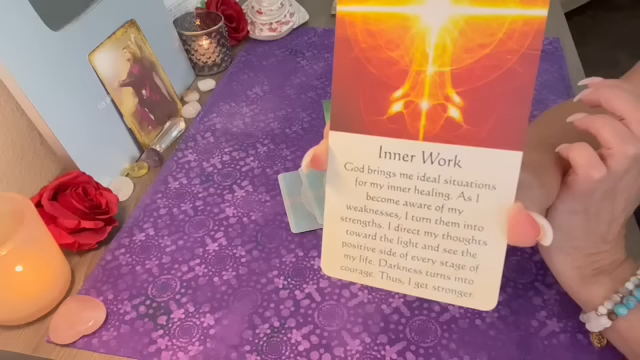 Inner Work
God brings me ideal situations
for my inner healing. As I
become aware of my
weaknesses, I turn them into
strengths. I direct my thoughts
toward the light and see the
positive side of every stage of
my life. Darkness turns into
courage. Thus, I get stronger.